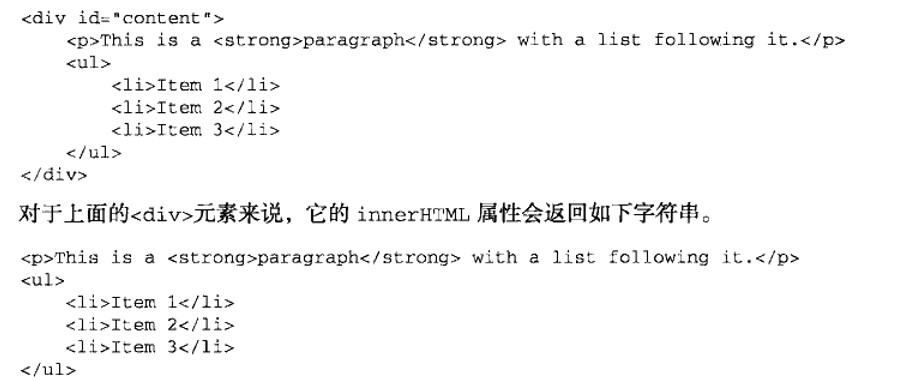 <div id="content">
    <p>This is a <strong>paragraph</strong> with a list following it.</p>
    <ul>
        <li>Item 1</li>
        <li>Item 2</li>
        <li>Item 3</li>
    </ul>
</div>
对于上面的<div>元素来说，它的 innerHTML 属性会返回如下字符串。
<p>This is a <strong>paragraph</strong> with a list following it.</p>
<ul>
    <li>Item 1</li>
    <li>Item 2</li>
    <li>Item 3</li>
</ul>